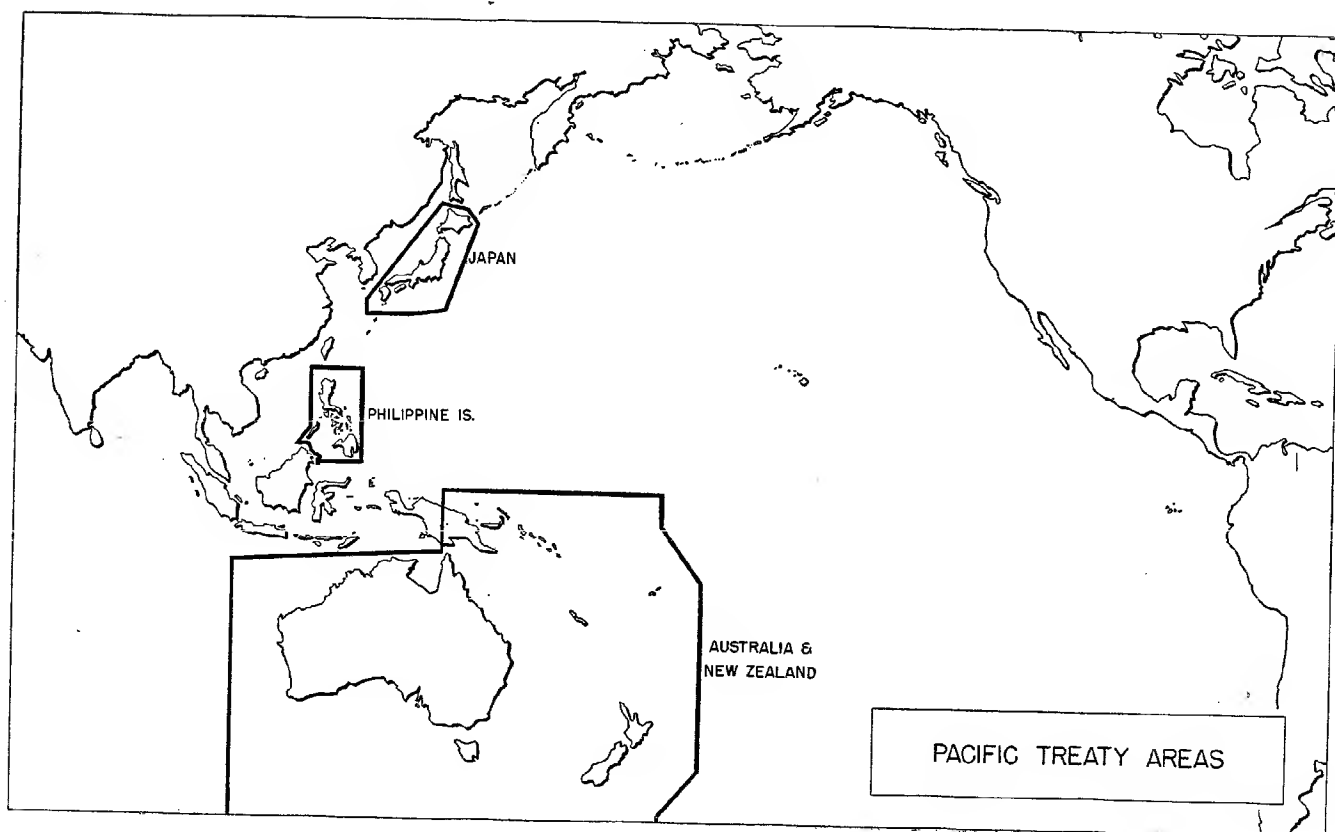 JAPAN
PHILIPPINE IS.
AUSTRALIA &
NEW ZEALAND
PACIFIC TREATY AREAS